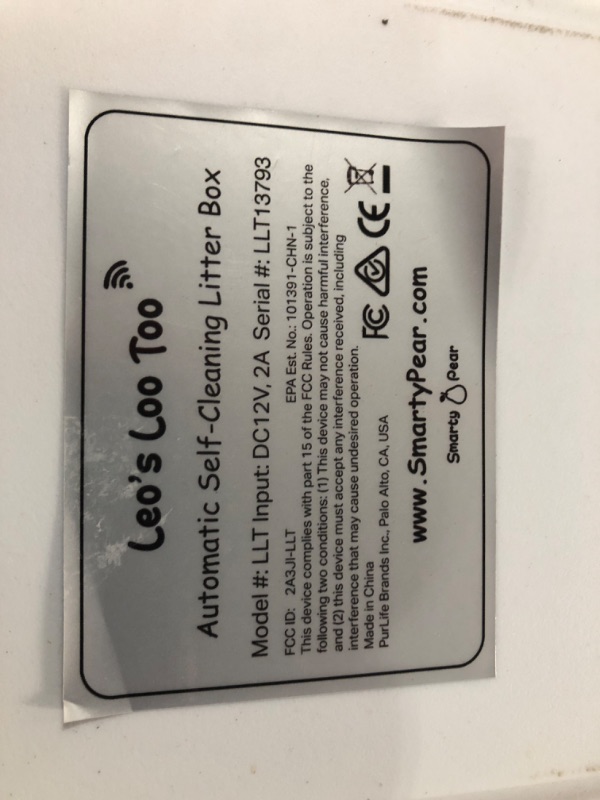 Leo's Loo Too
Automatic Self-Cleaning Litter Box
Model #: LLT Input: DC12V, 2A Serial #: LLT13793
FCC ID: 2A3JI-LLT EPA Est. No.: 101391-CHN-1
This device complies with part 15 of the FCC Rules. Operation is subject to the
following two conditions: (1) This device may not cause harmful interference,
and (2) this device must accept any interference received, including
interference that may cause undesired operation.
Made in China
PurLife Brands Inc., Palo Alto, CA, USA
FC CE
www.SmartyPear.com
Smarty Pear